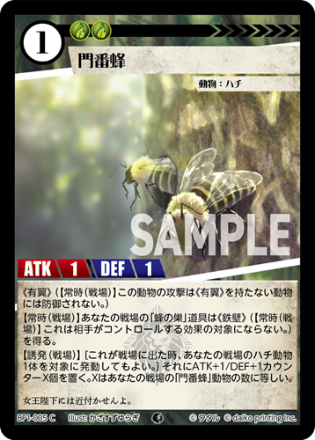 1
門番蜂
動物：ハチ
SAMPLE
ATK 1 DEF 1
《有翼》(【常時(戦場)】この動物の攻撃は《有翼》を持たない動物
には防御されない。)
【常時(戦場)】あなたの戦場の「蜂の巣」道具は《鉄壁》(【常時(戦
場)】これは相手がコントロールする効果の対象にならない。)
を得る。
【誘発(戦場)】[これが戦場に出た時、あなたの戦場のハチ動物
1体を対象に発動してもよい。]それにATK+1/DEF+1カウン
ターX個を置く。Xはあなたの戦場の「門番蜂」動物の数に等しい。
女王陛下には近付かせんよ。
BP1-005 C Illust: かざすずゆらぎ © ワタル © daiko printing inc.